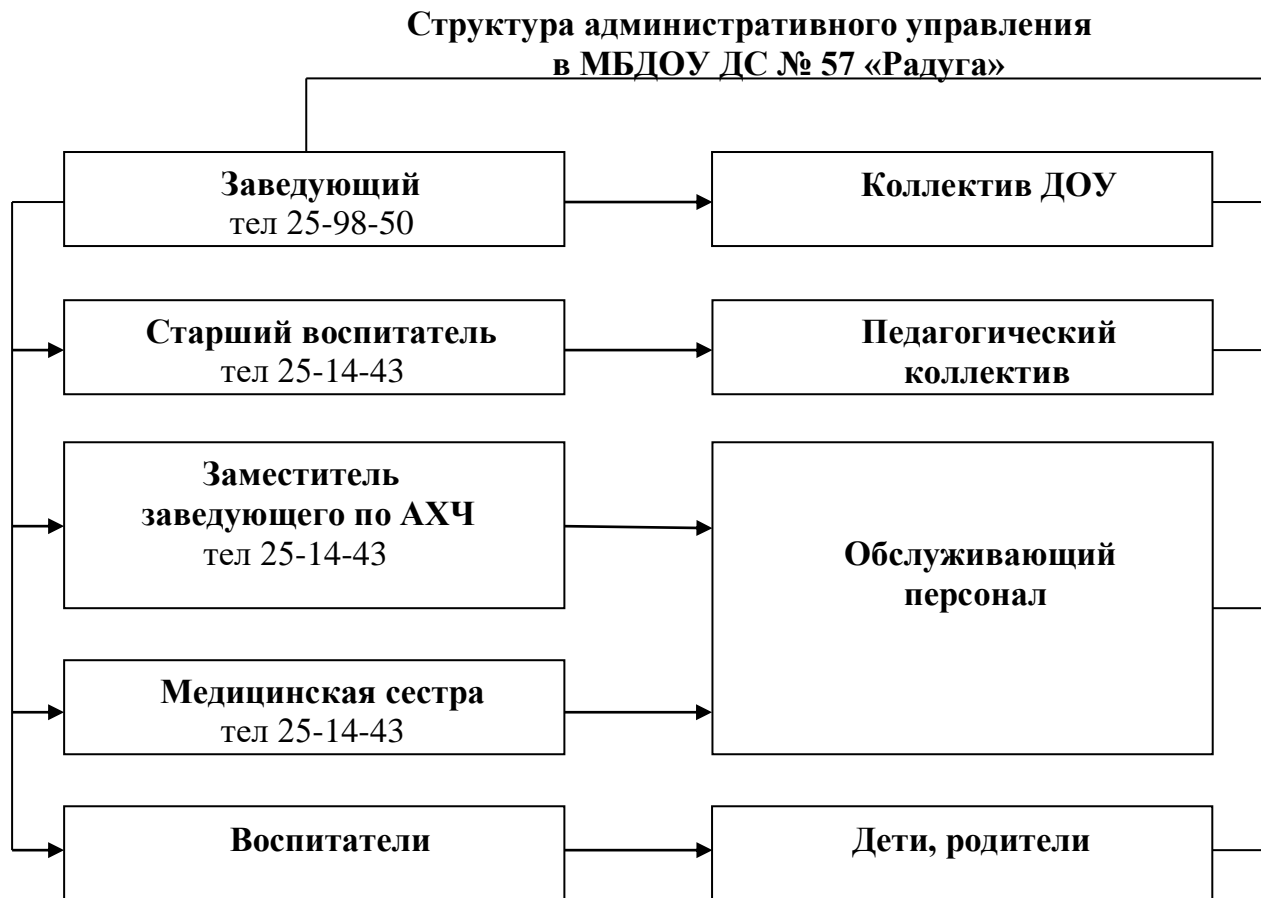 Структура административного управления
в МБДОУ ДС № 57 «Радуга»
Заведующий
тел 25-98-50
Коллектив ДОУ
Старший воспитатель
тел 25-14-43
Педагогический
коллектив
Заместитель
заведующего по АХЧ
тел 25-14-43
Обслуживающий
персонал
Медицинская сестра
тел 25-14-43
Воспитатели
Дети, родители